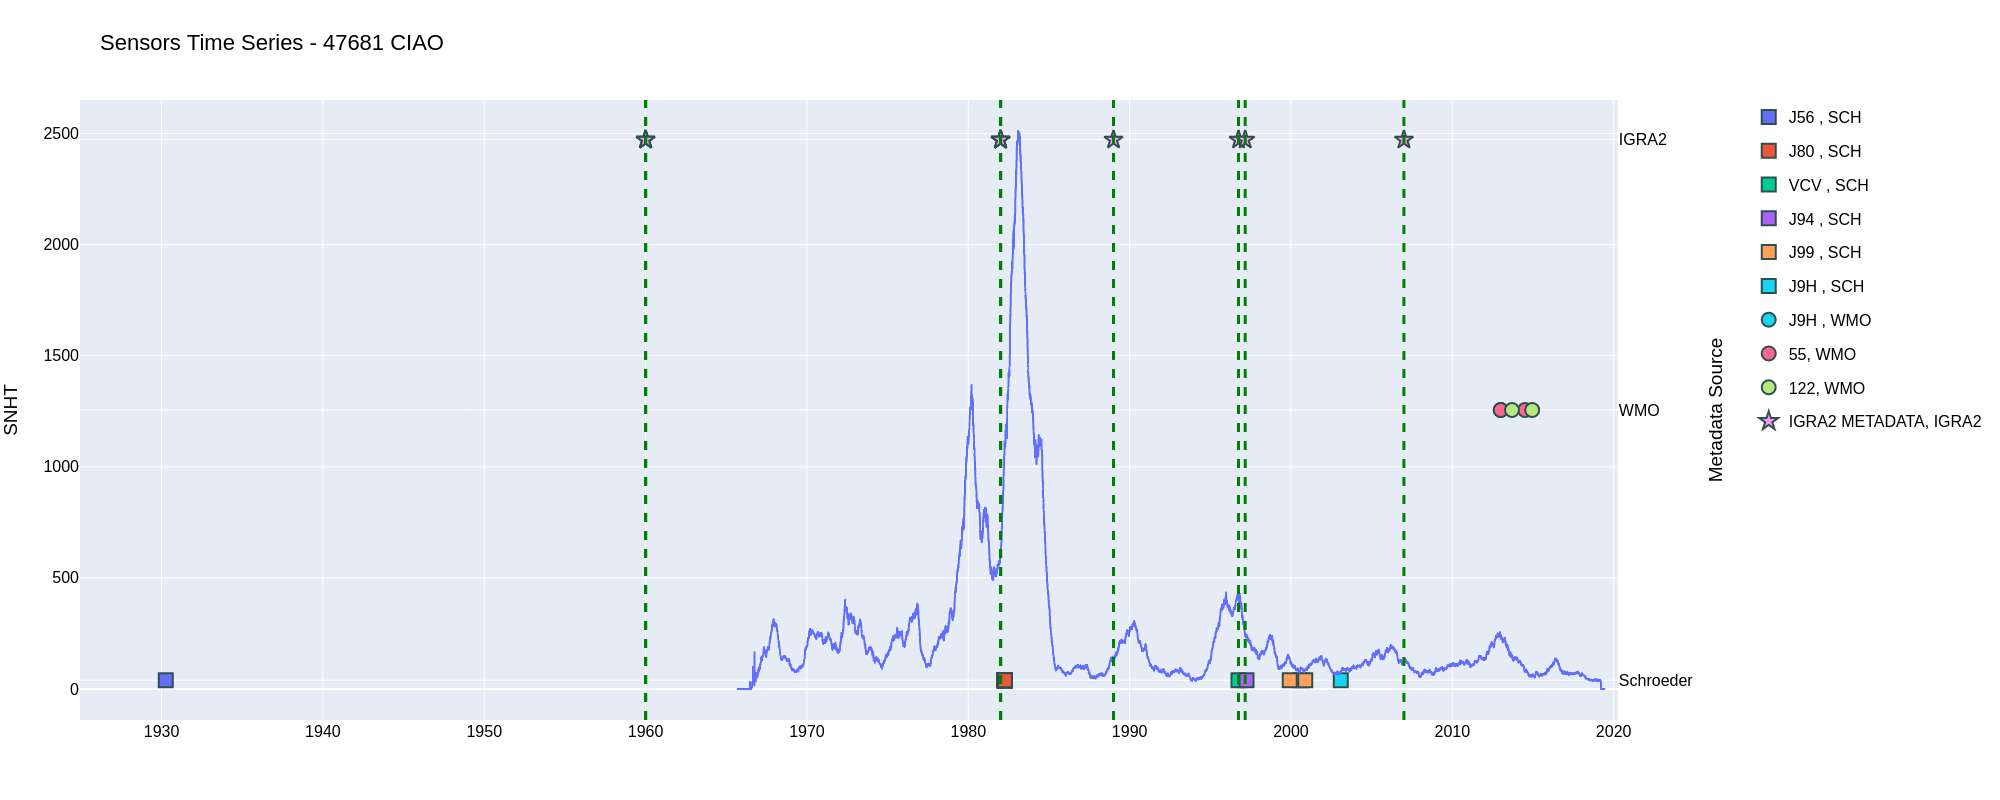 Sensors Time Series - 47681 CIAO
SNHT
2500
2000
1500
1000
500
0
1930
1940
1950
1960
1970
1980
1990
2000
2010
2020
IGRA2
WMO
Schroeder
Metadata Source
J56 , SCH
J80 , SCH
VCV , SCH
J94 , SCH
J99 , SCH
J9H , SCH
J9H , WMO
55, WMO
122, WMO
IGRA2 METADATA, IGRA2